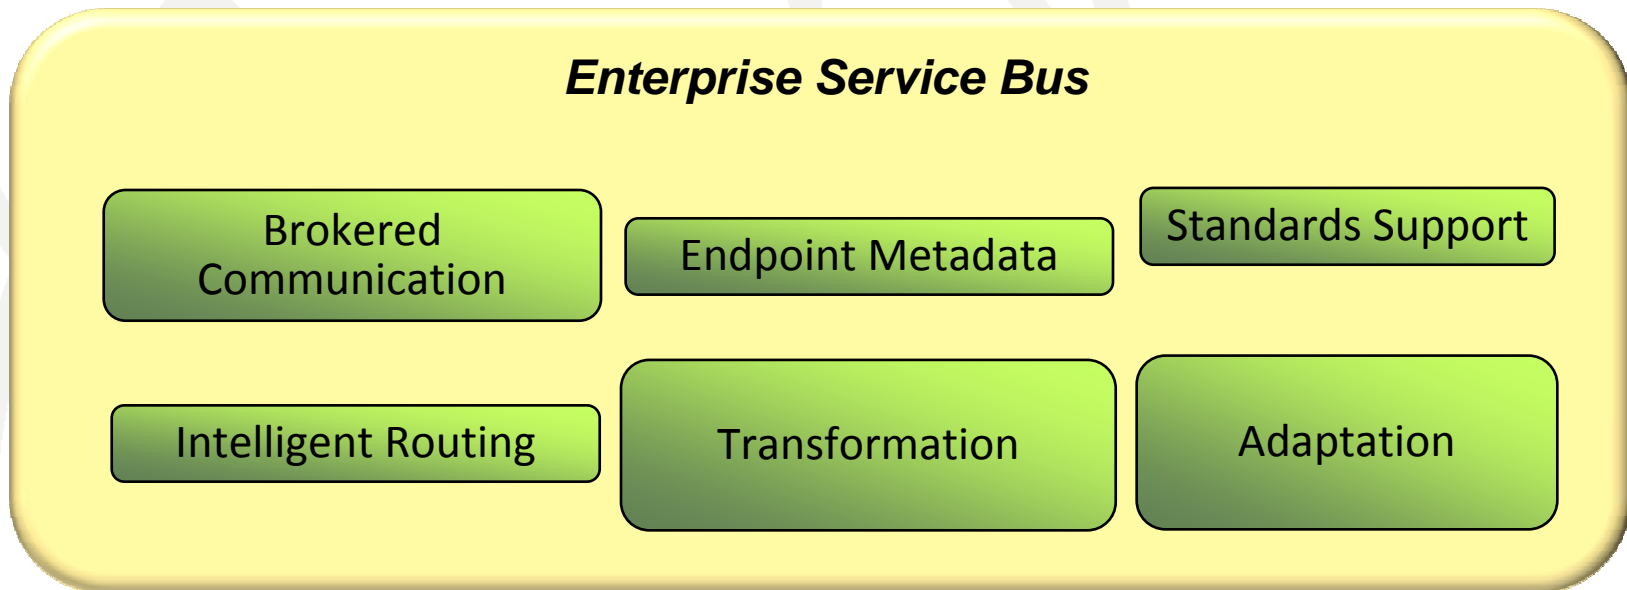 Enterprise Service Bus
Brokered
Communication
Endpoint Metadata
Standards Support
Intelligent Routing
Transformation
Adaptation